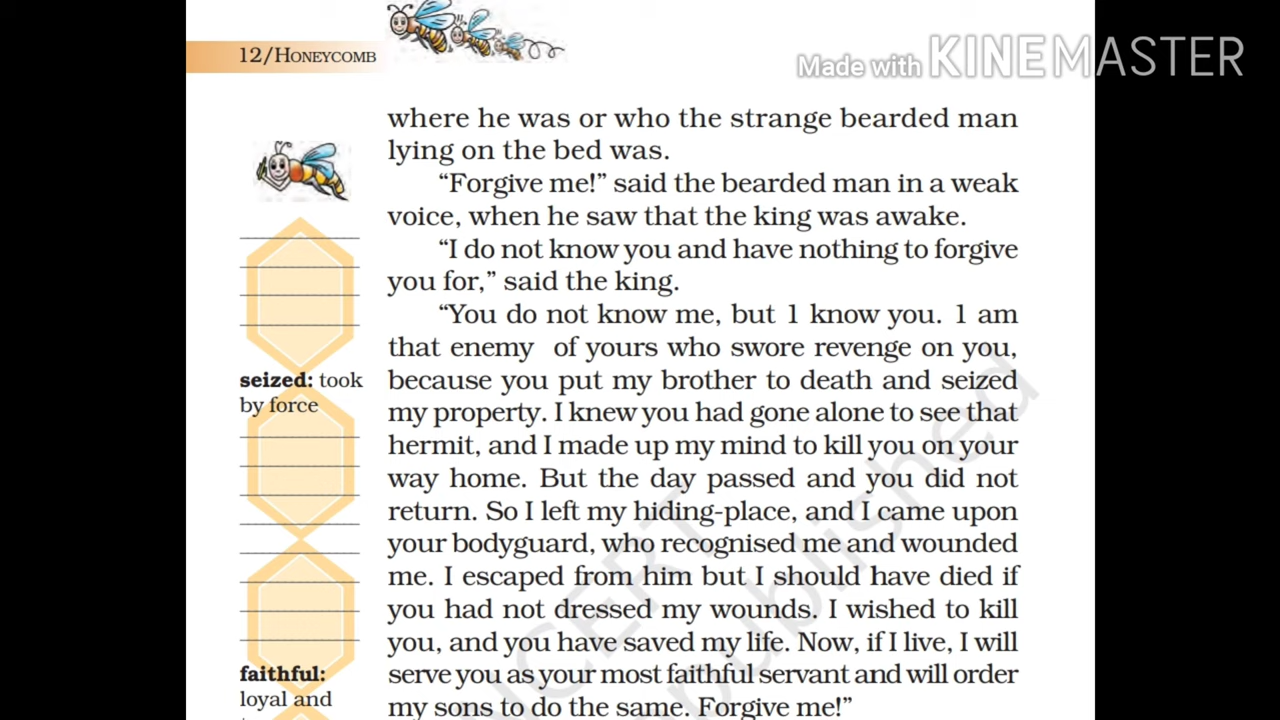 12/HONEYCOMB
Made with KINEMASTER
where he was or who the strange bearded man
lying on the bed was.
“Forgive me!” said the bearded man in a weak
voice, when he saw that the king was awake.
“I do not know you and have nothing to forgive
you for,” said the king.
“You do not know me, but 1 know you. 1 am
that enemy of yours who swore revenge on you,
because you put my brother to death and seized
my property. I knew you had gone alone to see that
hermit, and I made up my mind to kill you on your
way home. But the day passed and you did not
return. So I left my hiding-place, and I came upon
your bodyguard, who recognised me and wounded
me. I escaped from him but I should have died if
you had not dressed my wounds. I wished to kill
you, and you have saved my life. Now, if I live, I will
serve you as your most faithful servant and will order
my sons to do the same. Forgive me!”
seized: took
by force
faithful:
loyal and